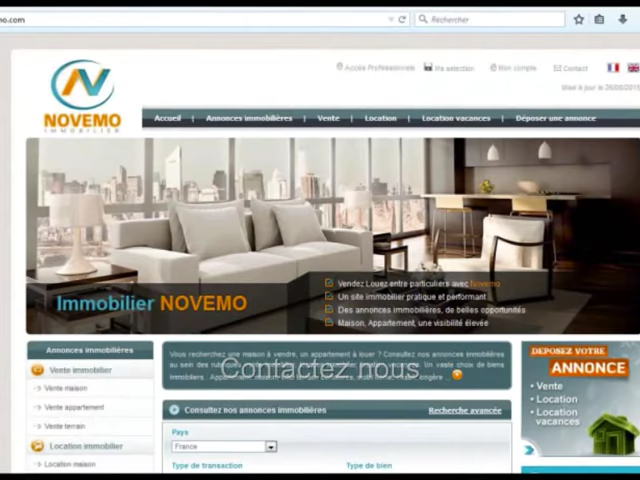 mo.com
Rechercher
Accès Professionnels
Ma selection
Mon compte
Contact
Mise à jour le
NOVEMO
IMMOBILIER
Accueil | Annonces immobilières | Vente | Location | Location vacances | Déposer une annonce
Vendez Louez entre particuliers avec Novemo
Un site immobilier pratique et performant
Des annonces immobilières, de belles opportunités
Maison, Appartement, une visibilité élevée
Immobilier NOVEMO
Annonces immobilières
Vente immobilier
Vente maison
Vente appartement
Vente terrain
Location immobilier
Location maison
Vous recherchez une maison à vendre, un appartement à louer ? Consultez nos annonces immobilières
Contactez nous
Consultez nos annonces immobilières
Recherche avancée
Pays
France
Type de transaction
Type de bien
DEPOSEZ VOTRE
ANNONCE
Vente
Location
Location
vacances